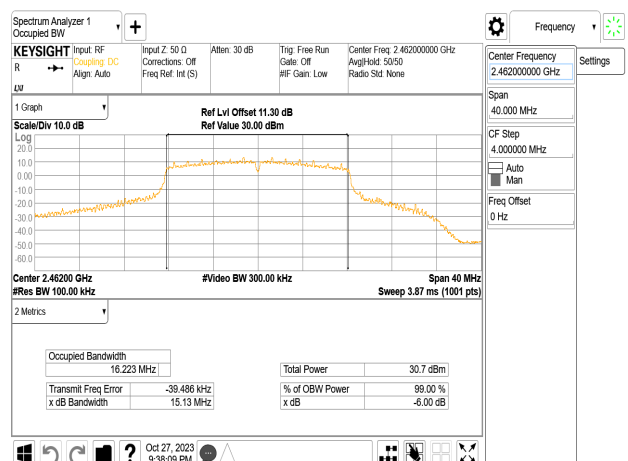 Spectrum Analyzer 1
Occupied BW
Frequency
KEYSIGHT
R
LXI
Input: RF
Coupling: DC
Align: Auto
Input Z: 50 Ω
Corrections: Off
Freq Ref: Int (S)
Atten: 30 dB
Trig: Free Run
Gate: Off
#IF Gain: Low
Center Freq: 2.462000000 GHz
Avg|Hold: 50/50
Radio Std: None
Center Frequency
2.462000000 GHz
Settings
Span
40.000 MHz
CF Step
4.000000 MHz
Auto
Man
Freq Offset
0 Hz
1 Graph
Scale/Div 10.0 dB
Ref Lvl Offset 11.30 dB
Ref Value 30.00 dBm
Log
20.0
10.0
0.00
-10.0
-20.0
-30.0
-40.0
-50.0
-60.0
Center 2.46200 GHz
#Video BW 300.00 kHz
Span 40 MHz
#Res BW 100.00 kHz
Sweep 3.87 ms (1001 pts)
2 Metrics
Occupied Bandwidth
16.223 MHz
Total Power 30.7 dBm
Transmit Freq Error -39.486 kHz
% of OBW Power 99.00 %
x dB Bandwidth 15.13 MHz
x dB -6.00 dB
?
Oct 27, 2023
9:38:09 PM